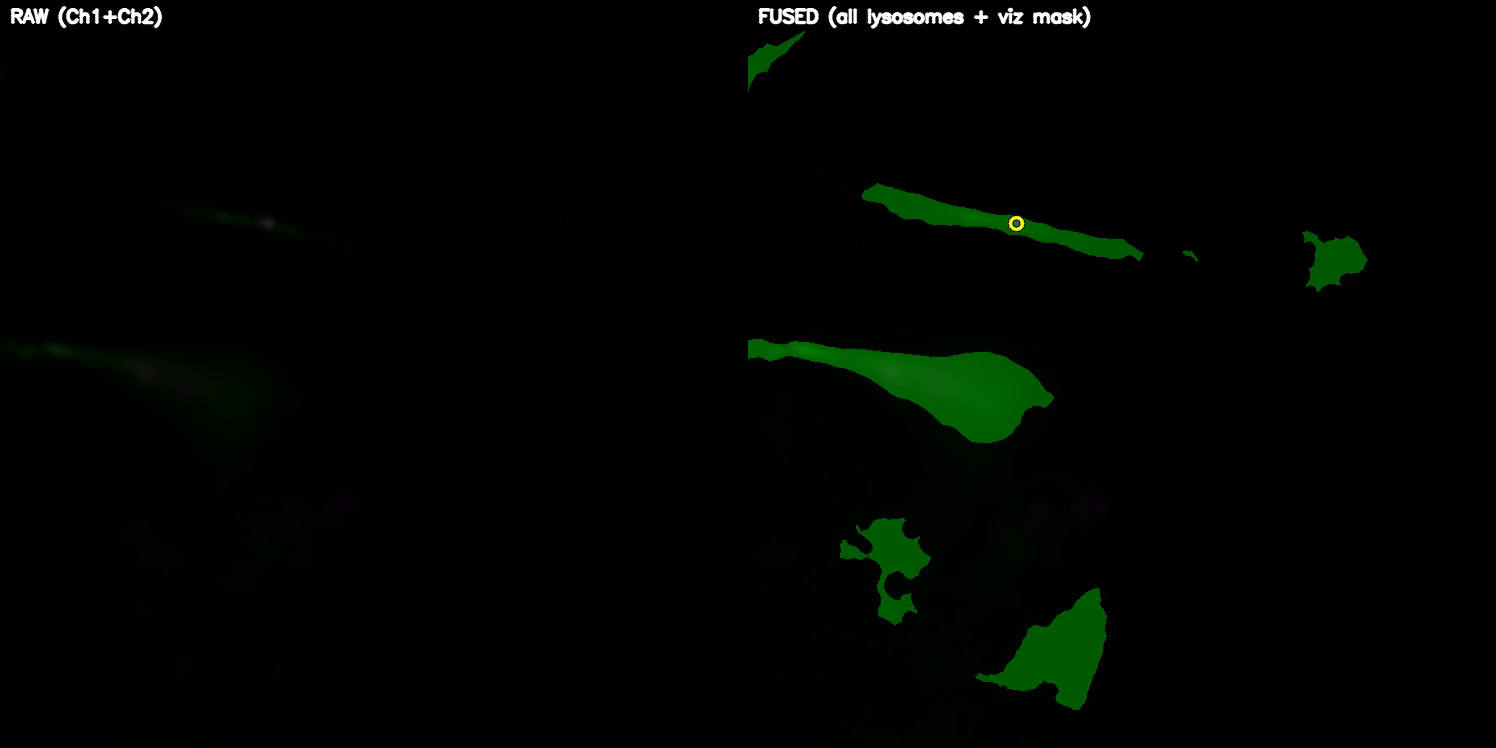 RAW (Ch1+Ch2)
FUSED (all lysosomes + viz mask)